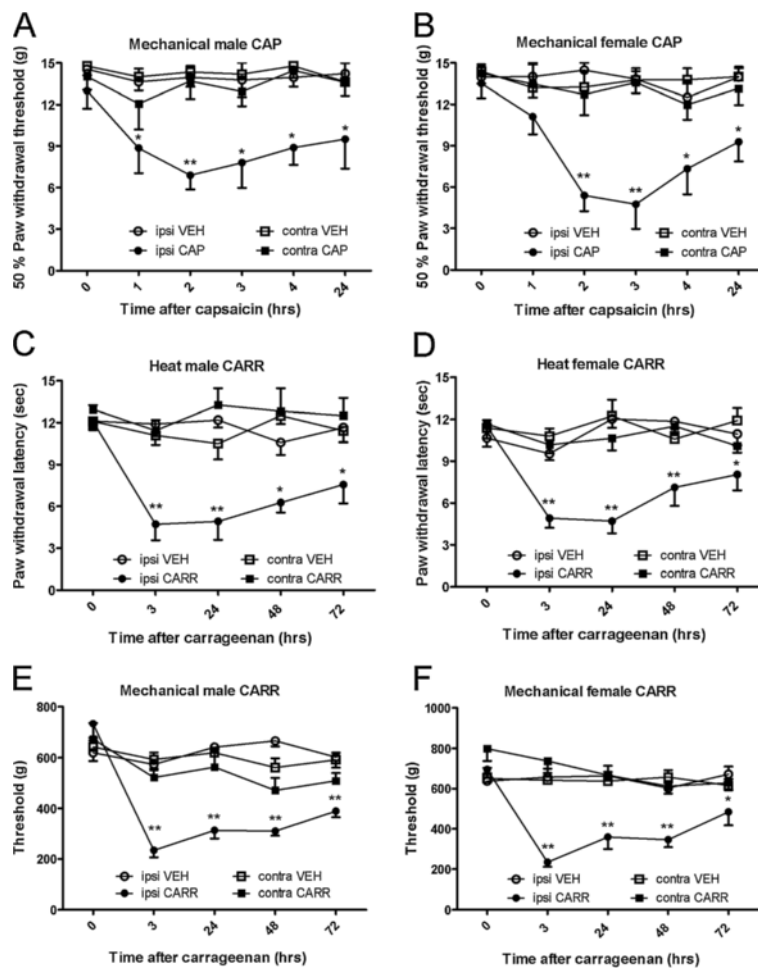 A
Mechanical male CAP
50 % Paw withdrawal threshold (g)
15
12
9
6
3
0
*
**
*
*
*
ipsi VEH
contra VEH
ipsi CAP
contra CAP
0
1
2
3
4
24
Time after capsaicin (hrs)
B
Mechanical female CAP
50 % Paw withdrawal threshold (g)
15
12
9
6
3
0
**
**
*
*
ipsi VEH
contra VEH
ipsi CAP
contra CAP
0
1
2
3
4
24
Time after capsaicin (hrs)
C
Heat male CARR
Paw withdrawal latency (sec)
15
12
9
6
3
0
**
**
*
*
ipsi VEH
contra VEH
ipsi CARR
contra CARR
0
3
24
48
72
Time after carrageenan (hrs)
D
Heat female CARR
Paw withdrawal latency (sec)
15
12
9
6
3
0
**
**
**
*
ipsi VEH
contra VEH
ipsi CARR
contra CARR
0
3
24
48
72
Time after carrageenan (hrs)
E
Mechanical male CARR
Threshold (g)
800
600
400
200
0
**
**
**
**
ipsi VEH
contra VEH
ipsi CARR
contra CARR
0
3
24
48
72
Time after carrageenan (hrs)
F
Mechanical female CARR
Threshold (g)
1000
800
600
400
200
0
**
**
**
*
ipsi VEH
contra VEH
ipsi CARR
contra CARR
0
3
24
48
72
Time after carrageenan (hrs)